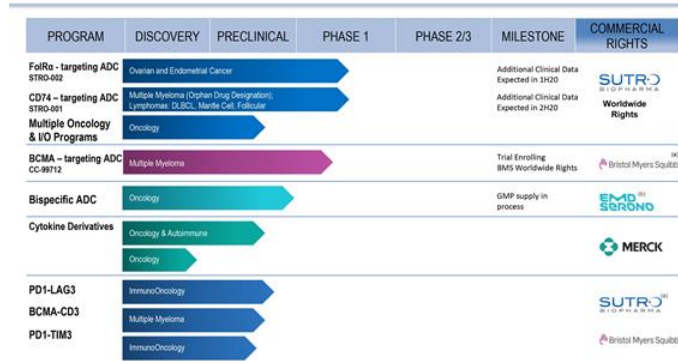 PROGRAM DISCOVERY PRECLINICAL PHASE 1 PHASE 2/3 MILESTONE COMMERCIAL RIGHTS
FolRα - targeting ADC
STRO-002
Ovarian and Endometrial Cancer
Additional Clinical Data
Expected in 1H20
CD74 – targeting ADC
STRO-001
Multiple Myeloma (Orphan Drug Designation);
Lymphomas: DLBCL, Mantle Cell, Follicular
Additional Clinical Data
Expected in 2H20
SUTRO
BIOPHARMA
Worldwide
Rights
Multiple Oncology
& I/O Programs
Oncology
BCMA – targeting ADC
CC-99712
Multiple Myeloma
Trial Enrolling
BMS Worldwide Rights
Bristol Myers Squibb
(a)
Bispecific ADC
Oncology
GMP supply in
process
EMD
SERONO
(b)
Cytokine Derivatives
Oncology & Autoimmune
Oncology
MERCK
PD1-LAG3
ImmunoOncology
BCMA-CD3
Multiple Myeloma
PD1-TIM3
ImmunoOncology
SUTRO
BIOPHARMA
(a)
Bristol Myers Squibb